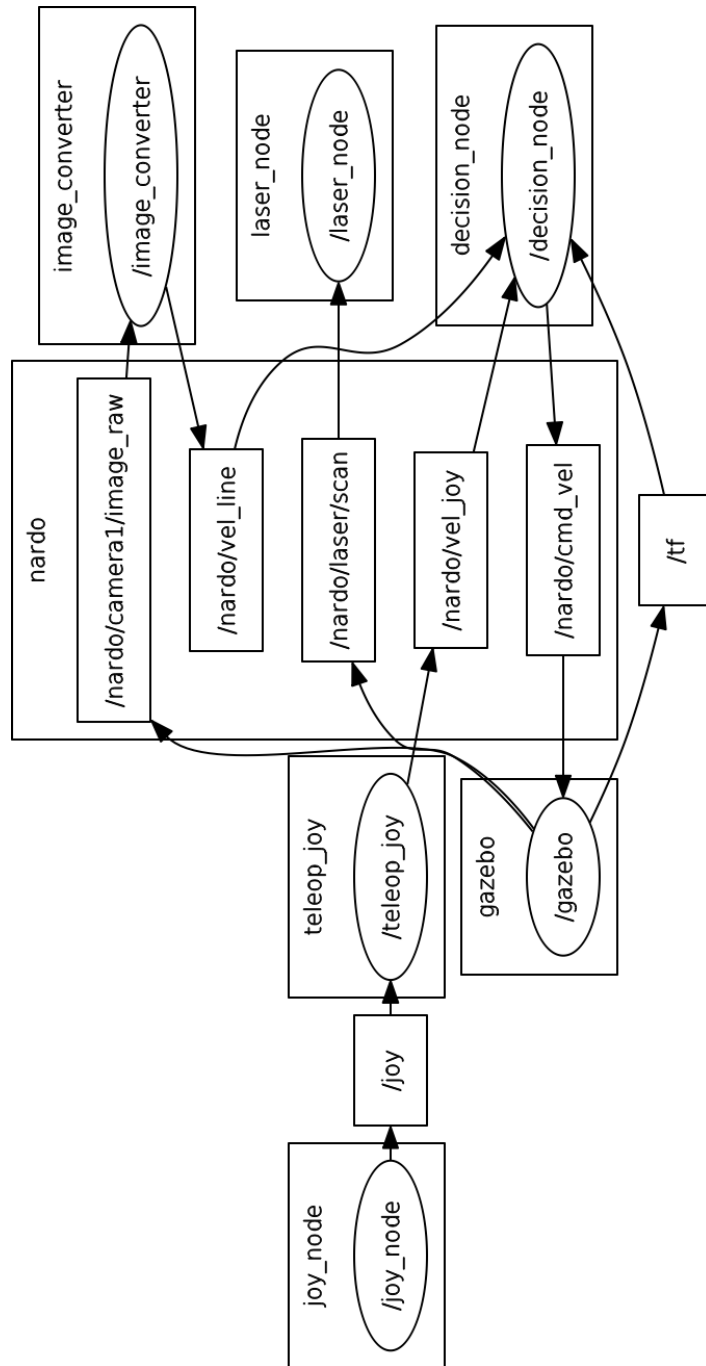 joy_node
/joy_node
/joy
teleop_joy
/teleop_joy
gazebo
/gazebo
nardo
/nardo/camera1/image_raw
/nardo/vel_line
/nardo/laser/scan
/nardo/vel_joy
/nardo/cmd_vel
/tf
image_converter
/image_converter
laser_node
/laser_node
decision_node
/decision_node